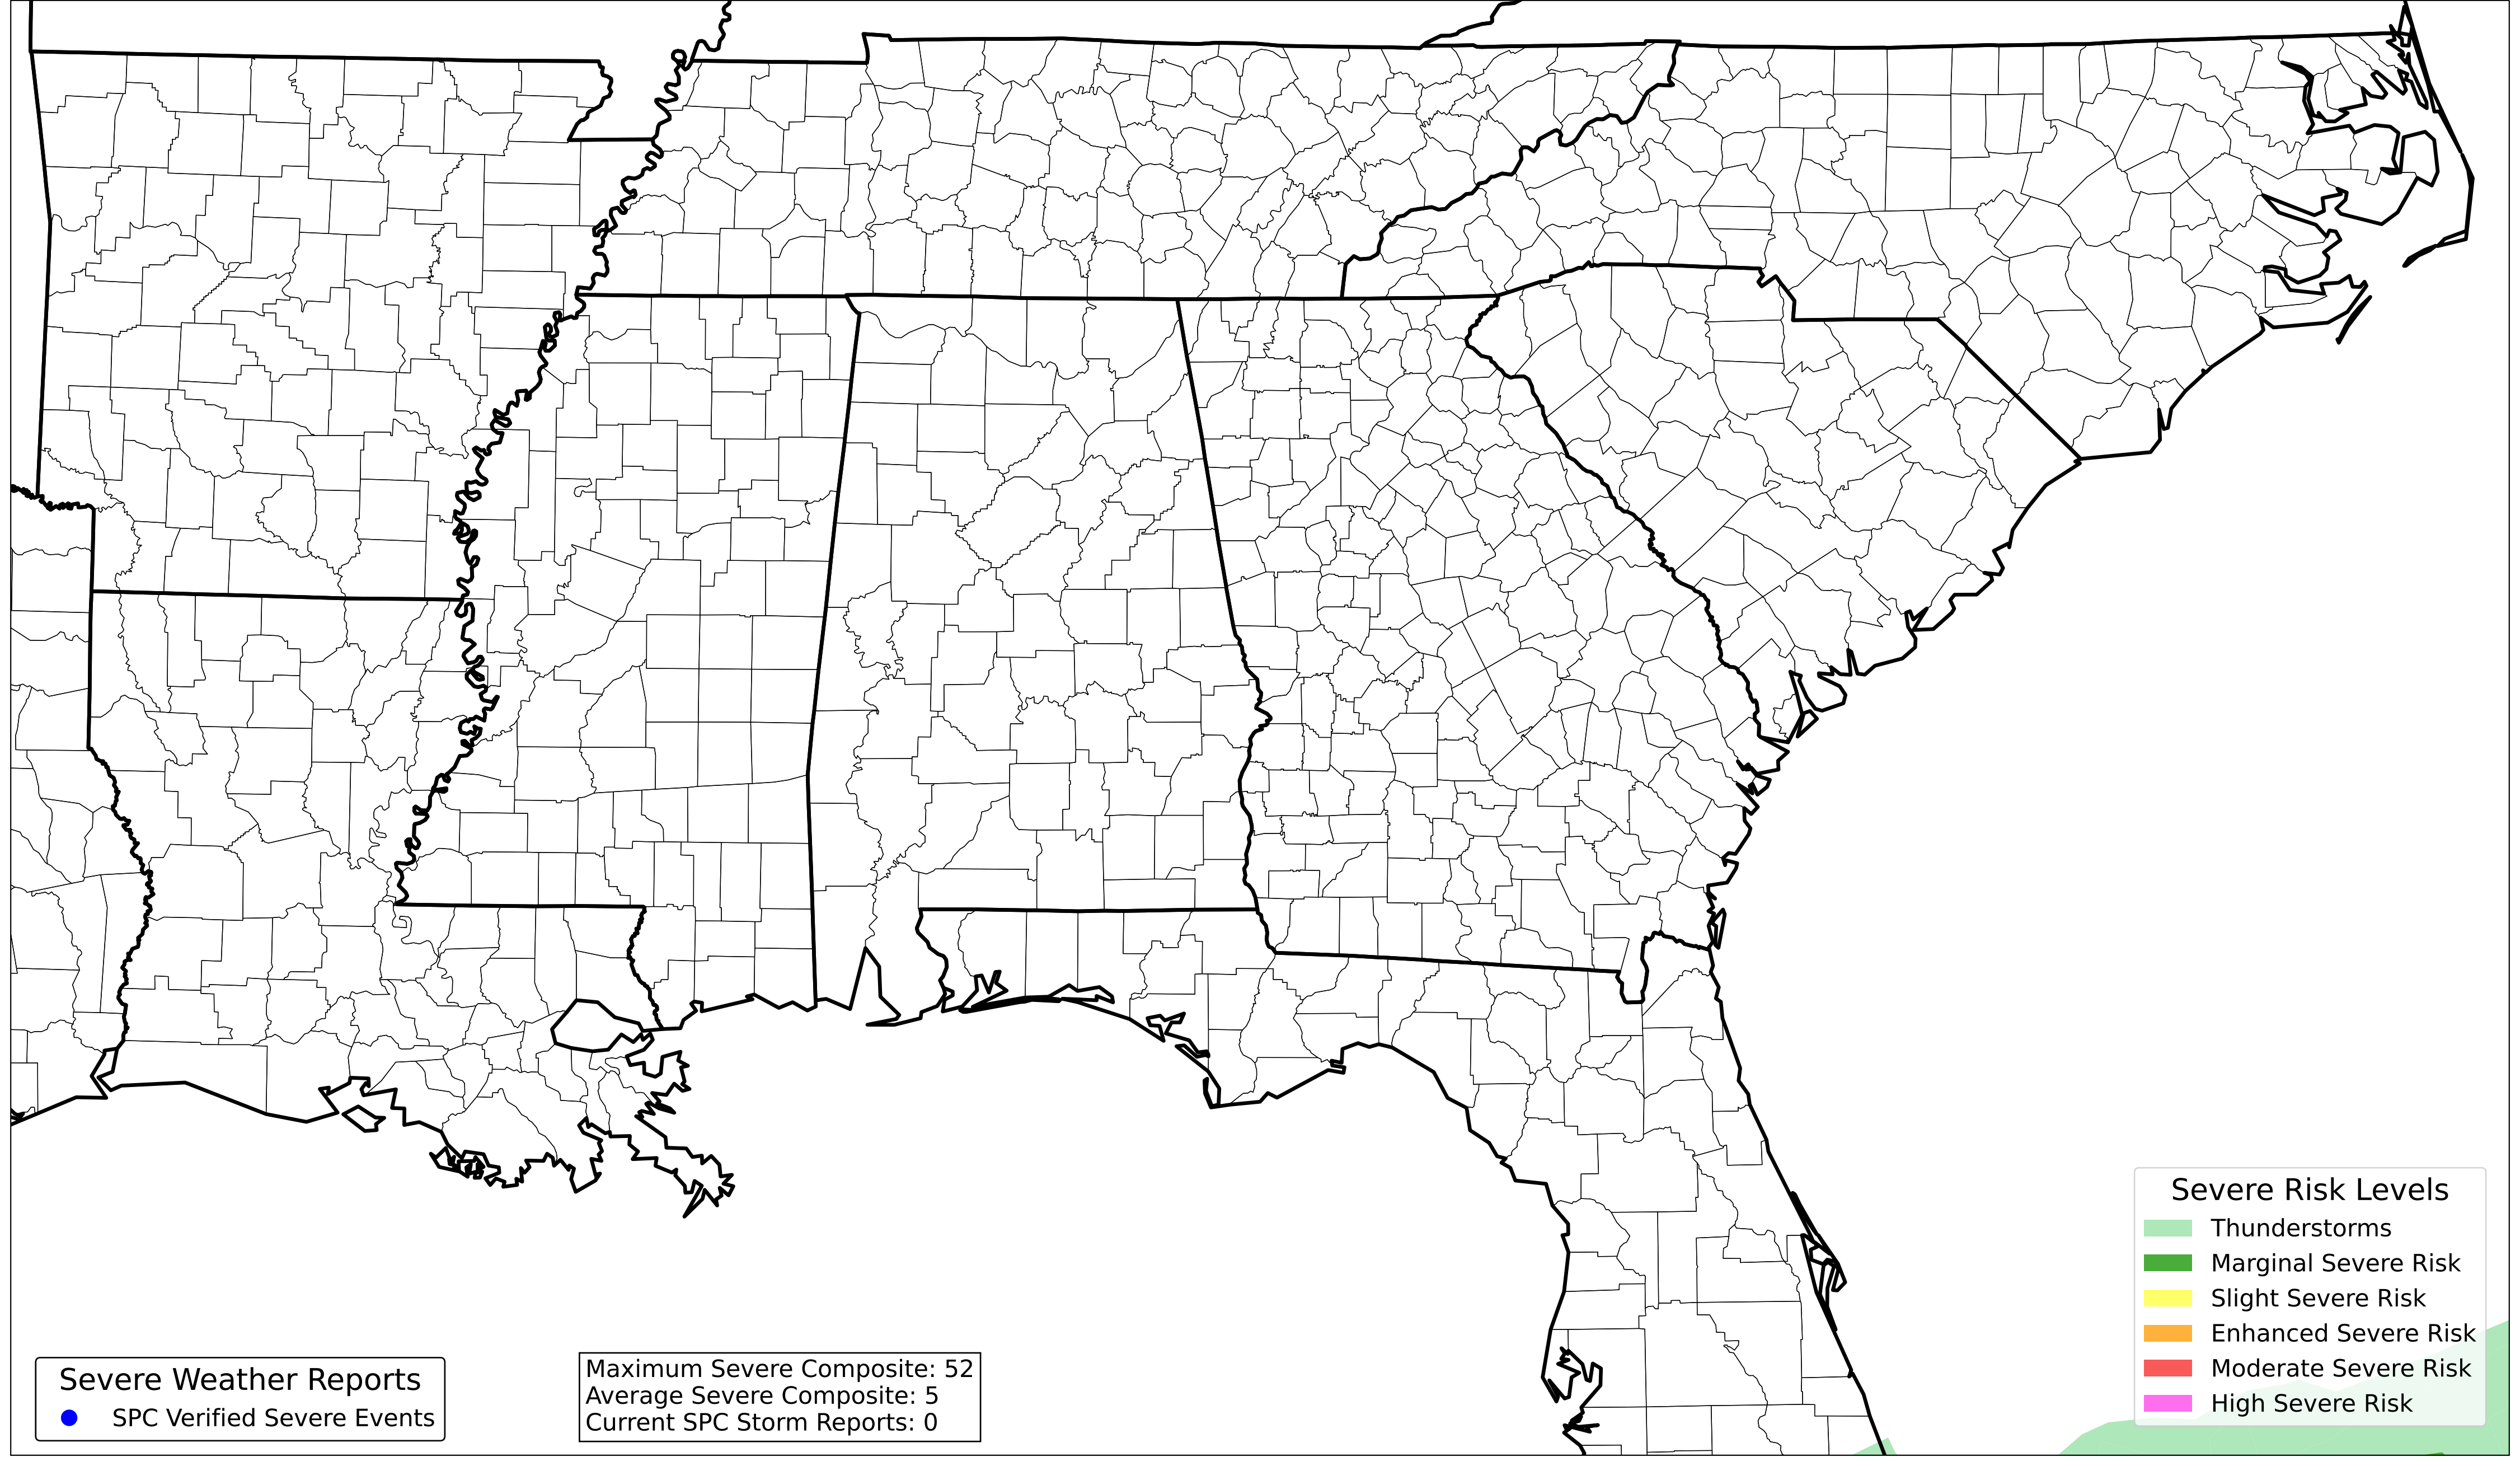 Severe Risk Levels
Thunderstorms
Marginal Severe Risk
Slight Severe Risk
Enhanced Severe Risk
Moderate Severe Risk
High Severe Risk
Severe Weather Reports
SPC Verified Severe Events
Maximum Severe Composite: 52
Average Severe Composite: 5
Current SPC Storm Reports: 0